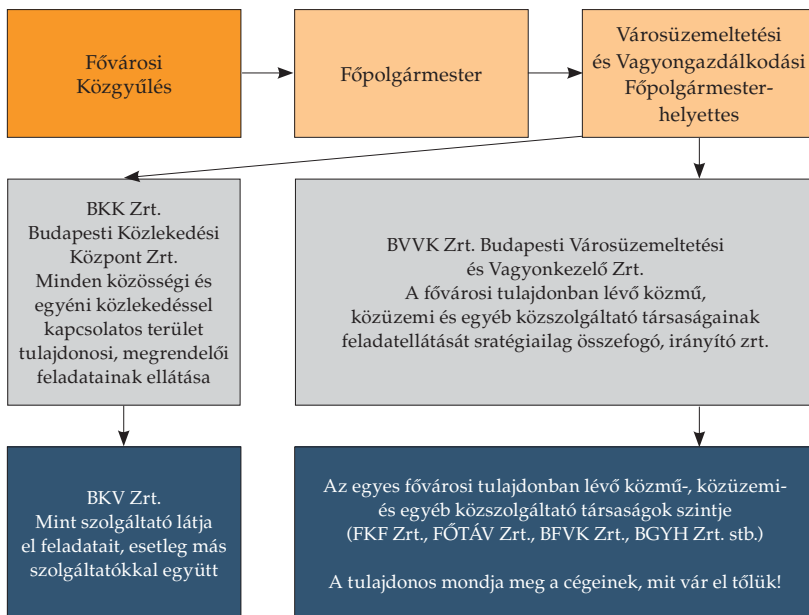 Fővárosi
Közgyűlés
Főpolgármester
Városüzemeltetési
és Vagyongazdálkodási
Főpolgármester-
helyettes
BKK Zrt.
Budapesti Közlekedési
Központ Zrt.
Minden közösségi és
egyéni közlekedéssel
kapcsolatos terület
tulajdonosi, megrendelői
feladatainak ellátása
BVVK Zrt. Budapesti Városüzemeltetési
és Vagyonkezelő Zrt.
A fővárosi tulajdonban lévő közmű,
közüzemi és egyéb közszolgáltató társaságainak
feladatellátását sratégiailag összefogó, irányító zrt.
BKV Zrt.
Mint szolgáltató látja
el feladatait, esetleg más
szolgáltatókkal együtt
Az egyes fővárosi tulajdonban lévő közmű-, közüzemi-
és egyéb közszolgáltató társaságok szintje
(FKF Zrt., FŐTÁV Zrt., BFVK Zrt., BGYH Zrt. stb.)
A tulajdonos mondja meg a cégeinek, mit vár el tőlük!